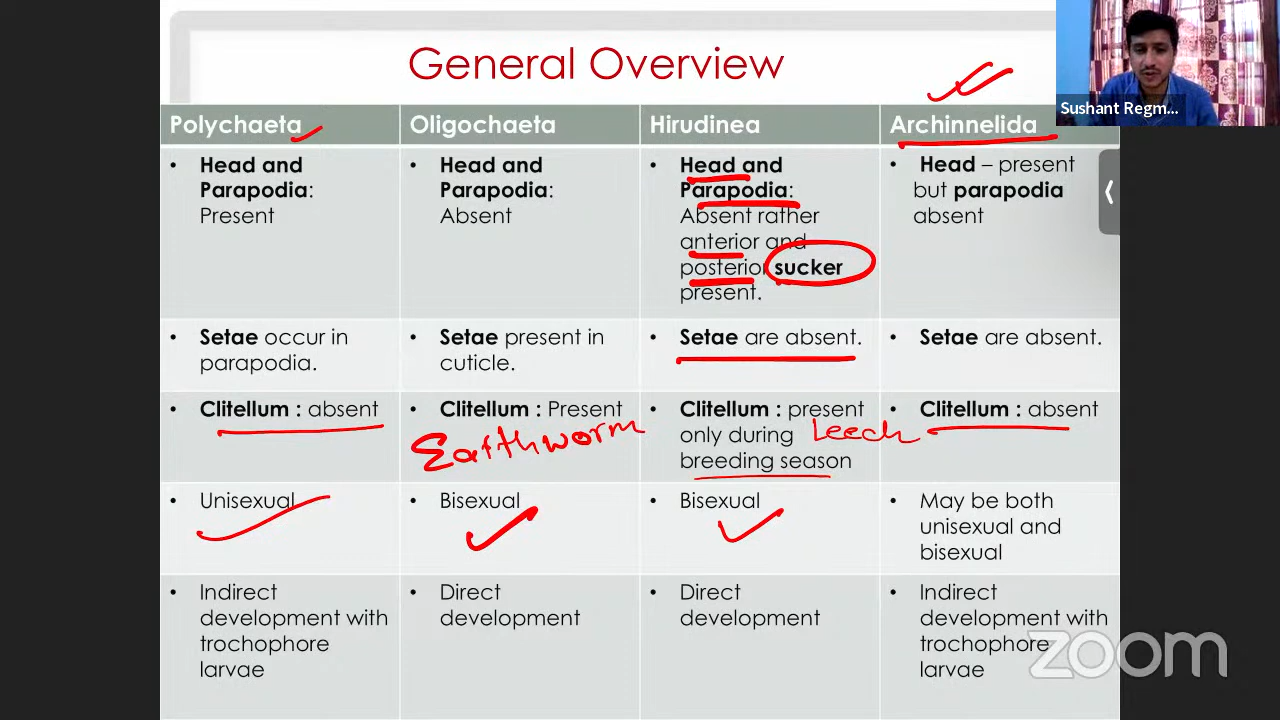 General Overview
Sushant Regm...
Polychaeta
Oligochaeta
Hirudinea
Archinnelida
• Head and
Parapodia:
Present
• Head and
Parapodia:
Absent
• Head and
Parapodia:
Absent rather
anterior and
posterior sucker
present.
• Head – present
but parapodia
absent
• Setae occur in
parapodia.
• Setae present in
cuticle.
• Setae are absent.
• Setae are absent.
• Clitellum : absent
• Clitellum : Present
Earthworm
• Clitellum : present
only during
breeding season
Leech
• Clitellum : absent
• Unisexual
• Bisexual
• Bisexual
• May be both
unisexual and
bisexual
• Indirect
development with
trochophore
larvae
• Direct
development
• Direct
development
• Indirect
development with
trochophore
larvae
zoom